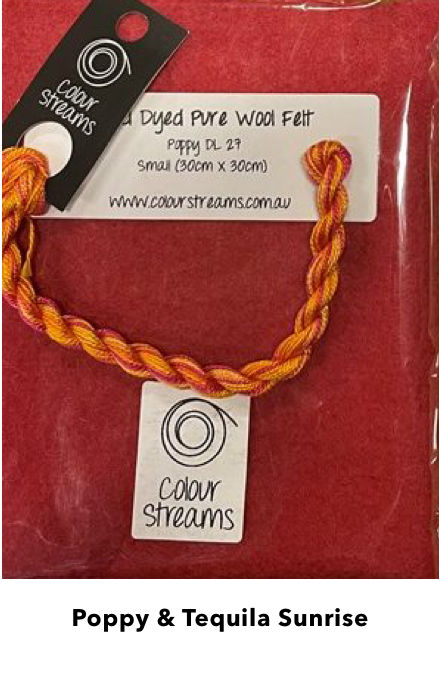 Colour
Streams
Dyed Pure Wool Felt
Poppy DL 27
Small (30cm x 30cm)
www.colourstreams.com.au
Colour
Streams
Poppy & Tequila Sunrise